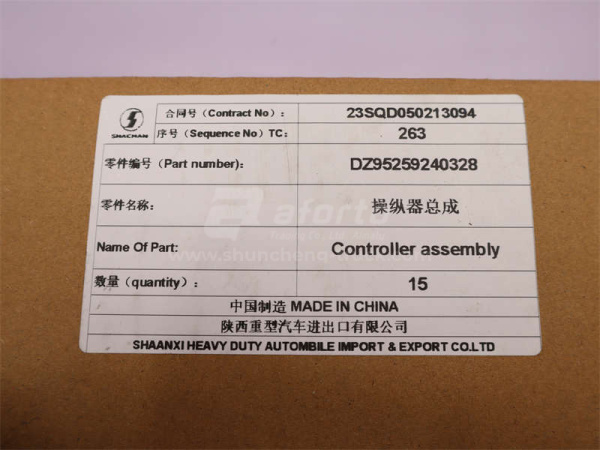 SHACMAN
合同号（Contract No）： 23SQD050213094
序号（Sequence No）TC： 263
零件编号（Part number）： DZ95259240328
零件名称： 操纵器总成
aforto
Name Of Part: Controller assembly
数量（quantity）： 15
中国制造 MADE IN CHINA
陕西重型汽车进出口有限公司
SHAANXI HEAVY DUTY AUTOMBILE IMPORT & EXPORT CO.LTD